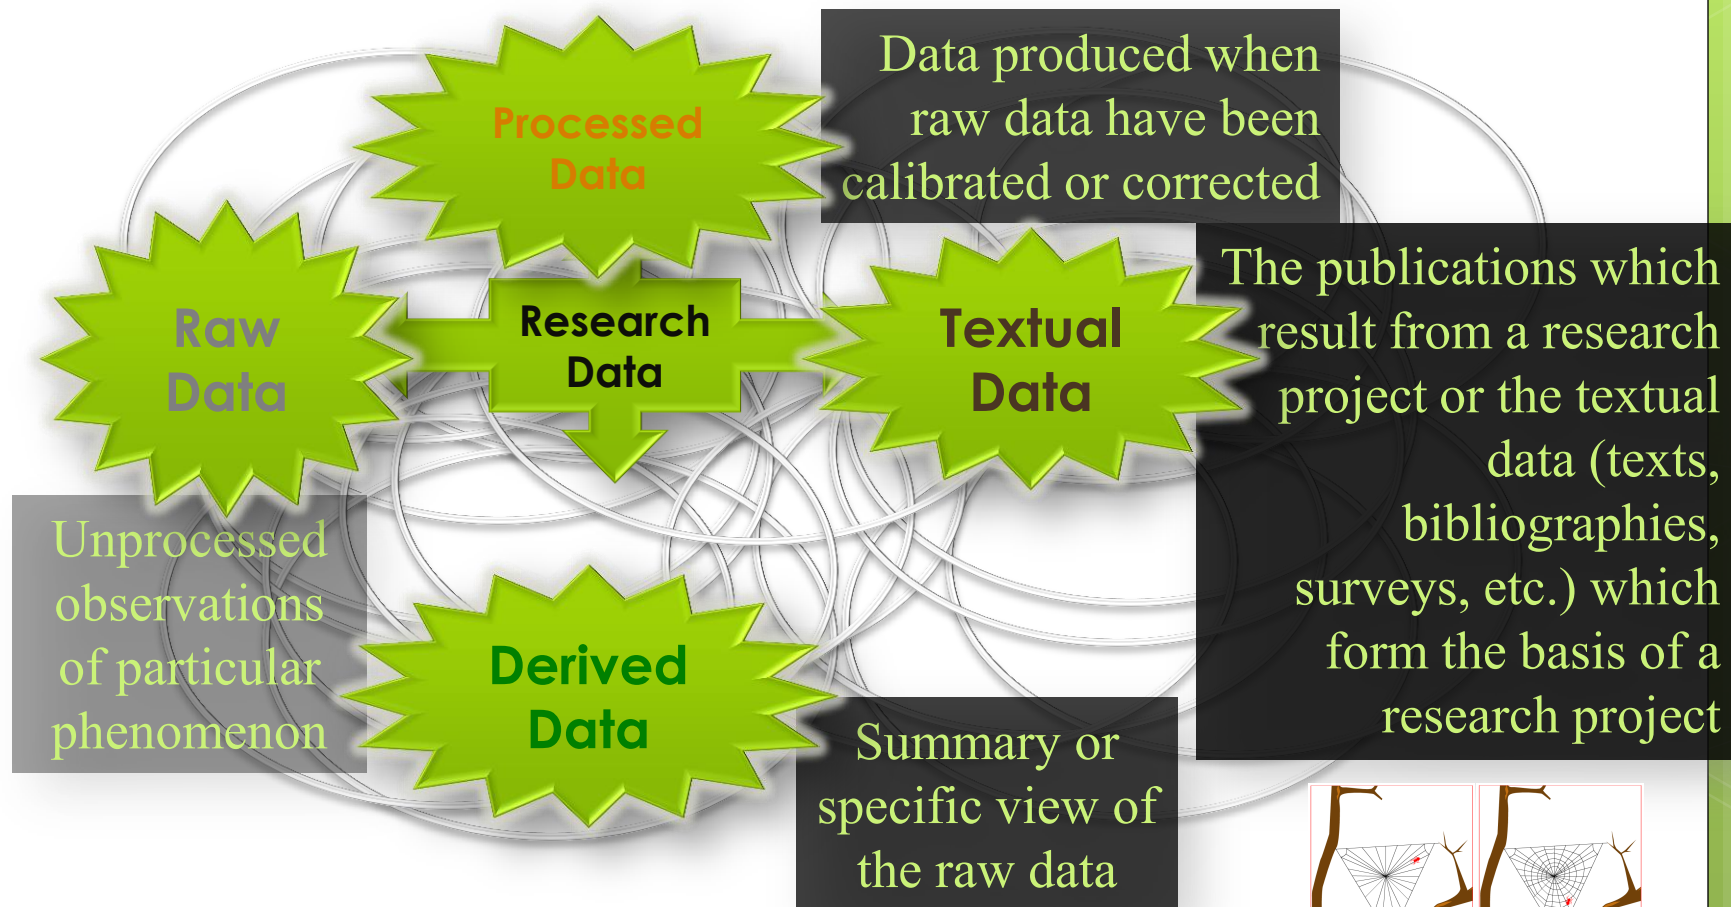 Processed
Data
Data produced when
raw data have been
calibrated or corrected
Raw
Data
Research
Data
Textual
Data
The publications which
result from a research
project or the textual
data (texts,
bibliographies,
surveys, etc.) which
form the basis of a
research project
Unprocessed
observations
of particular
phenomenon
Derived
Data
Summary or
specific view of
the raw data